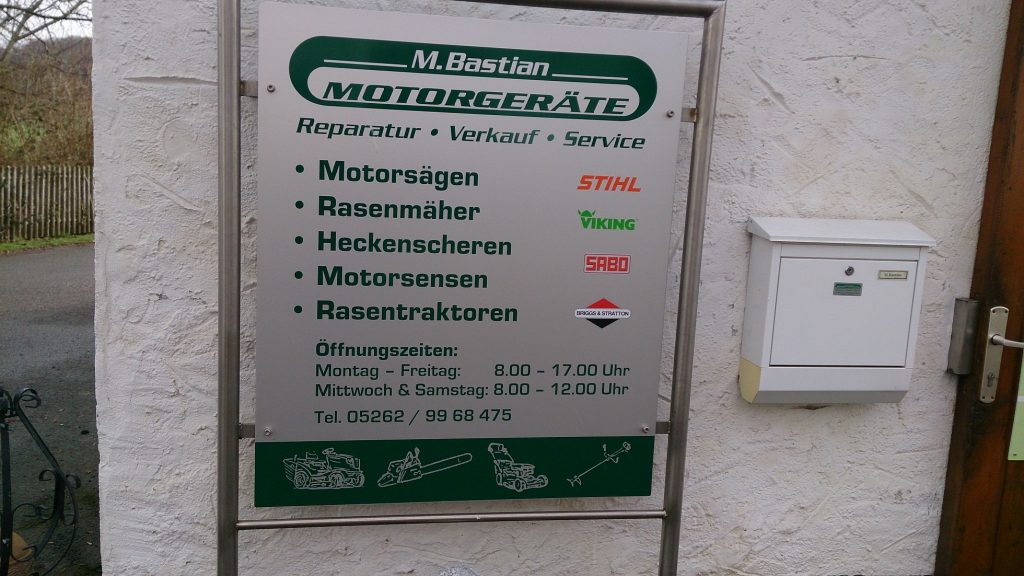 M.Bastian
MOTORGERÄTE
Reparatur • Verkauf • Service
• Motorsägen
STIHL
• Rasenmäher
VIKING
• Heckenscheren
SABO
• Motorsensen
• Rasentraktoren
BRIGGS & STRATTON
Öffnungszeiten:
Montag – Freitag: 8.00 – 17.00 Uhr
Mittwoch & Samstag: 8.00 – 12.00 Uhr
Tel. 05262 / 99 68 475
M. Bastian